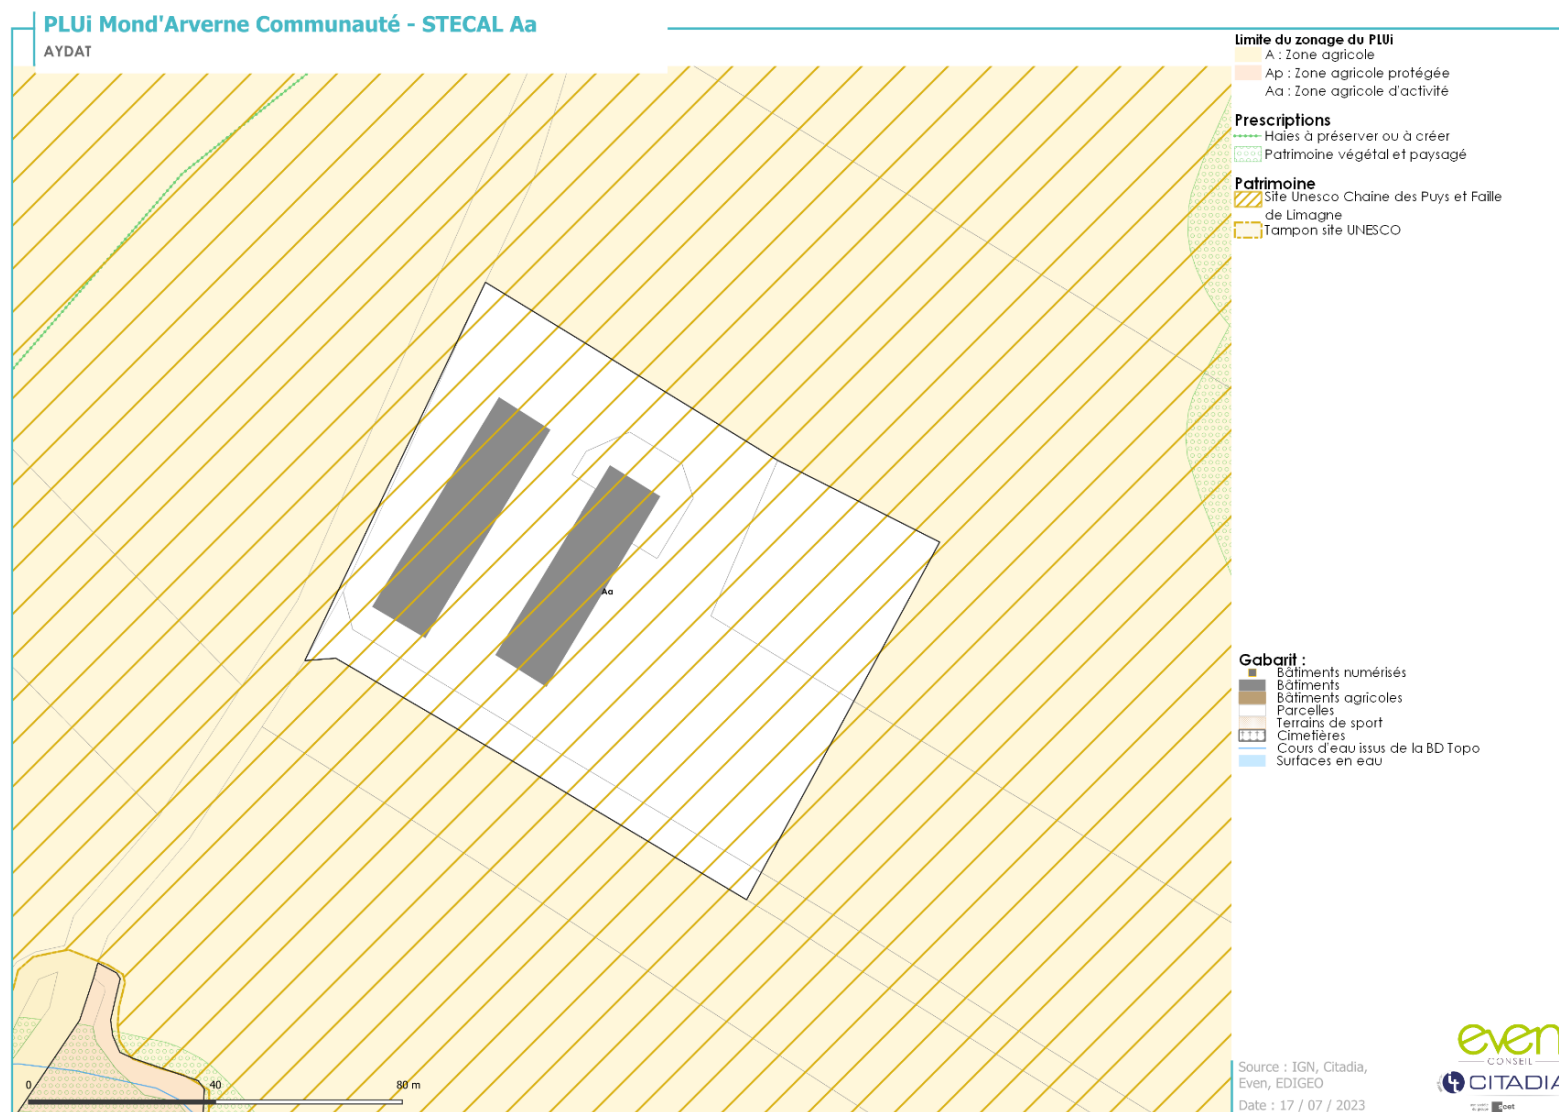 PLUi Mond'Arverne Communauté - STECAL Aa
AYDAT
Limite du zonage du PLUi
A : Zone agricole
Ap : Zone agricole protégée
Aa : Zone agricole d'activité
Prescriptions
Haies à préserver ou à créer
Patrimoine végétal et paysagé
Patrimoine
Site Unesco Chaine des Puys et Faille
de Limagne
Tampon site UNESCO
Aa
Gabarit :
Bâtiments numérisés
Bâtiments
Bâtiments agricoles
Parcelles
Terrains de sport
Cimetières
Cours d'eau issus de la BD Topo
Surfaces en eau
0 40 80 m
Source : IGN, Citadia,
Even, EDIGEO
Date : 17 / 07 / 2023
even
CONSEIL
CITADIA